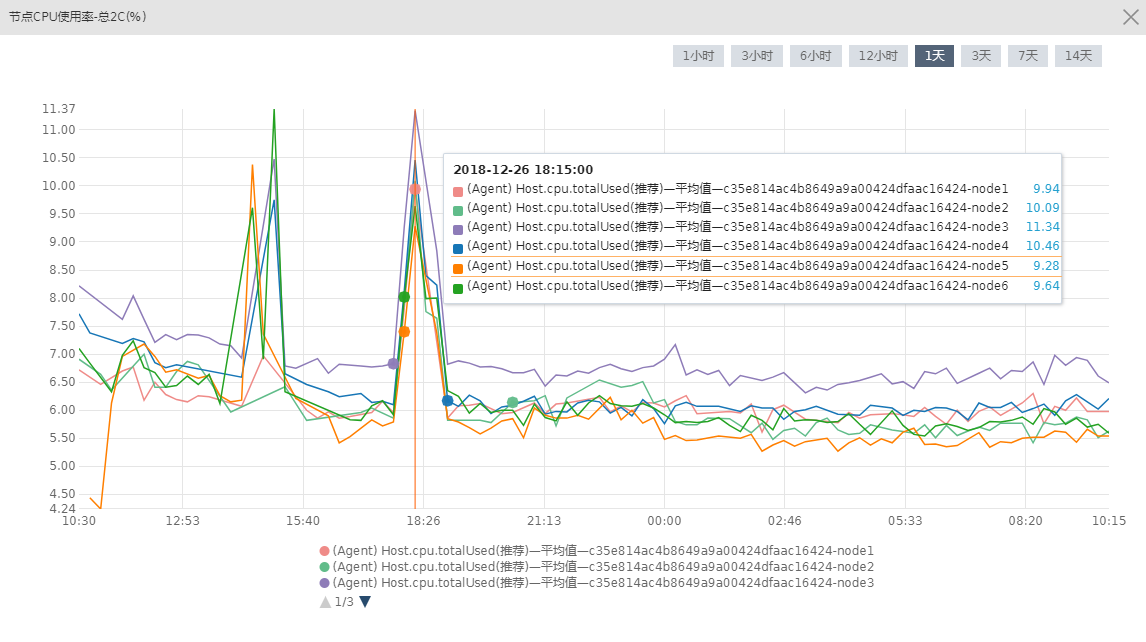 节点CPU使用率-总2C(%)
1小时 3小时 6小时 12小时 1天 3天 7天 14天
11.37
11.00
10.50
10.00
9.50
9.00
8.50
8.00
7.50
7.00
6.50
6.00
5.50
5.00
4.50
4.24
2018-12-26 18:15:00
(Agent) Host.cpu.totalUsed(推荐)—平均值—c35e814ac4b8649a9a00424dfaac16424-node1 9.94
(Agent) Host.cpu.totalUsed(推荐)—平均值—c35e814ac4b8649a9a00424dfaac16424-node2 10.09
(Agent) Host.cpu.totalUsed(推荐)—平均值—c35e814ac4b8649a9a00424dfaac16424-node3 11.34
(Agent) Host.cpu.totalUsed(推荐)—平均值—c35e814ac4b8649a9a00424dfaac16424-node4 10.46
(Agent) Host.cpu.totalUsed(推荐)—平均值—c35e814ac4b8649a9a00424dfaac16424-node5 9.28
(Agent) Host.cpu.totalUsed(推荐)—平均值—c35e814ac4b8649a9a00424dfaac16424-node6 9.64
10:30 12:53 15:40 18:26 21:13 00:00 02:46 05:33 08:20 10:15
(Agent) Host.cpu.totalUsed(推荐)—平均值—c35e814ac4b8649a9a00424dfaac16424-node1
(Agent) Host.cpu.totalUsed(推荐)—平均值—c35e814ac4b8649a9a00424dfaac16424-node2
(Agent) Host.cpu.totalUsed(推荐)—平均值—c35e814ac4b8649a9a00424dfaac16424-node3
1/3